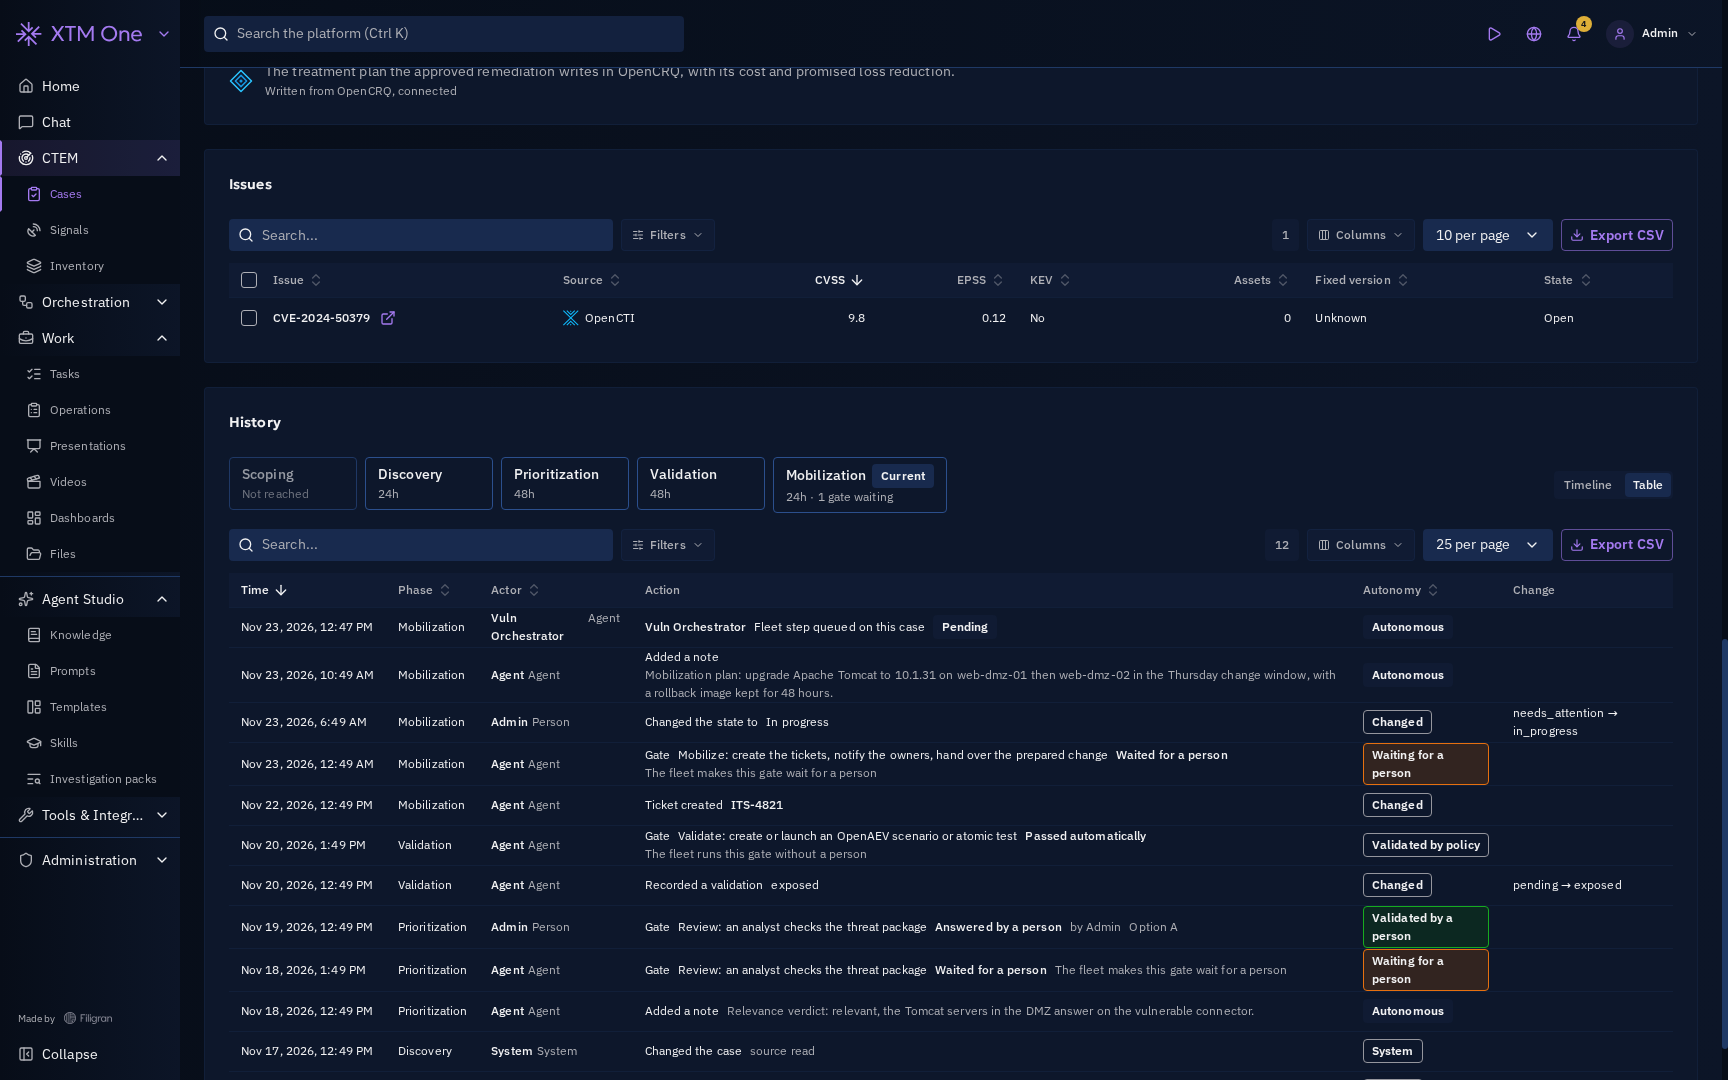 XTM One
Search the platform (Ctrl K)
4
Admin
Home
Chat
CTEM
Cases
Signals
Inventory
Orchestration
Work
Tasks
Operations
Presentations
Videos
Dashboards
Files
Agent Studio
Knowledge
Prompts
Templates
Skills
Investigation packs
Tools & Integr...
Administration
Made by Filigran
Collapse
The treatment plan the approved remediation writes in OpenCRQ, with its cost and promised loss reduction.
Written from OpenCRQ, connected
Issues
Search...
Filters
1
Columns
10 per page
Export CSV
Issue Source CVSS EPSS KEV Assets Fixed version State
CVE-2024-50379 OpenCTI 9.8 0.12 No 0 Unknown Open
History
Scoping
Not reached
Discovery
24h
Prioritization
48h
Validation
48h
Mobilization Current
24h · 1 gate waiting
Timeline Table
Search...
Filters
12
Columns
25 per page
Export CSV
Time Phase Actor Action Autonomy Change
Nov 23, 2026, 12:47 PM Mobilization Vuln Orchestrator Agent Vuln Orchestrator Fleet step queued on this case Pending Autonomous
Nov 23, 2026, 10:49 AM Mobilization Agent Agent Added a note
Mobilization plan: upgrade Apache Tomcat to 10.1.31 on web-dmz-01 then web-dmz-02 in the Thursday change window, with
a rollback image kept for 48 hours.
Autonomous
Nov 23, 2026, 6:49 AM Mobilization Admin Person Changed the state to In progress Changed needs_attention → in_progress
Nov 23, 2026, 12:49 AM Mobilization Agent Agent Gate Mobilize: create the tickets, notify the owners, hand over the prepared change Waited for a person
The fleet makes this gate wait for a person
Waiting for a person
Nov 22, 2026, 12:49 PM Mobilization Agent Agent Ticket created ITS-4821 Changed
Nov 20, 2026, 1:49 PM Validation Agent Agent Gate Validate: create or launch an OpenAEV scenario or atomic test Passed automatically
The fleet runs this gate without a person
Validated by policy
Nov 20, 2026, 12:49 PM Validation Agent Agent Recorded a validation exposed Changed pending → exposed
Nov 19, 2026, 12:49 PM Prioritization Admin Person Gate Review: an analyst checks the threat package Answered by a person by Admin Option A Validated by a person
Nov 18, 2026, 1:49 PM Prioritization Agent Agent Gate Review: an analyst checks the threat package Waited for a person The fleet makes this gate wait for a person Waiting for a person
Nov 18, 2026, 12:49 PM Prioritization Agent Agent Added a note Relevance verdict: relevant, the Tomcat servers in the DMZ answer on the vulnerable connector. Autonomous
Nov 17, 2026, 12:49 PM Discovery System System Changed the case source read System